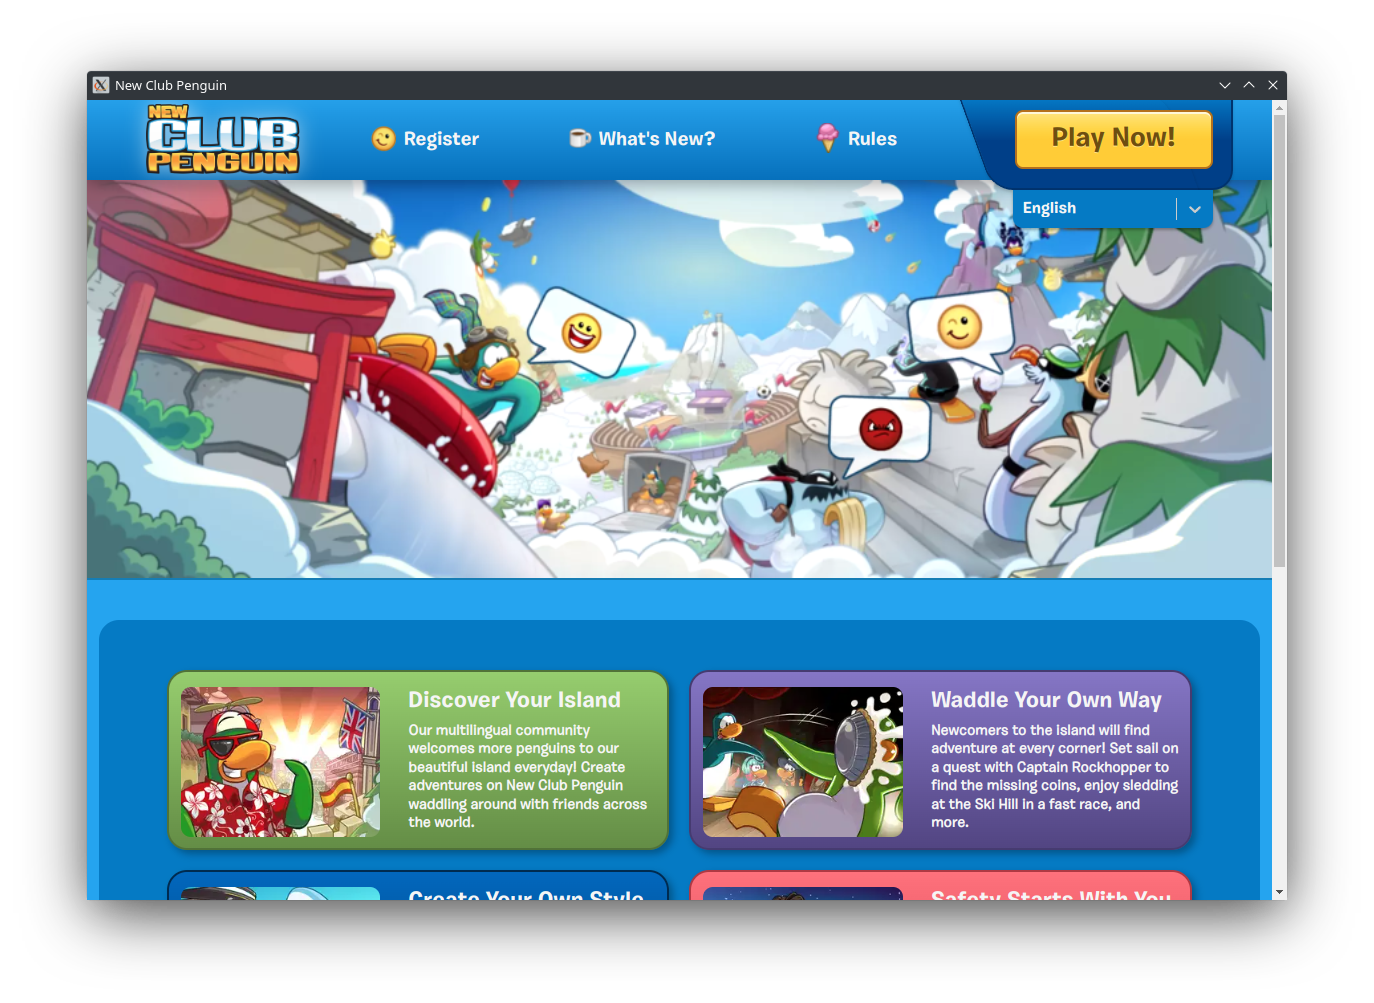 New Club Penguin
NEW
CLUB
PENGUIN
Register
What's New?
Rules
Play Now!
English
Discover Your Island
Our multilingual community
welcomes more penguins to our
beautiful island everyday! Create
adventures on New Club Penguin
waddling around with friends across
the world.
Waddle Your Own Way
Newcomers to the island will find
adventure at every corner! Set sail on
a quest with Captain Rockhopper to
find the missing coins, enjoy sledding
at the Ski Hill in a fast race, and
more.
Create Your Own Style
Safety Starts With You